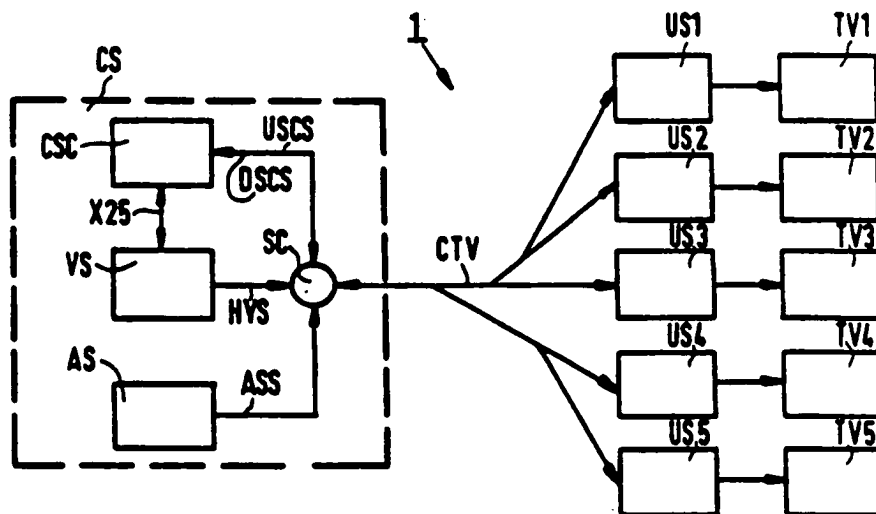 1
CS
CSC
USCS
DSCS
X25
VS
SC
HVS
AS
ASS
CTV
US1
TV1
US2
TV2
US3
TV3
US4
TV4
US5
TV5